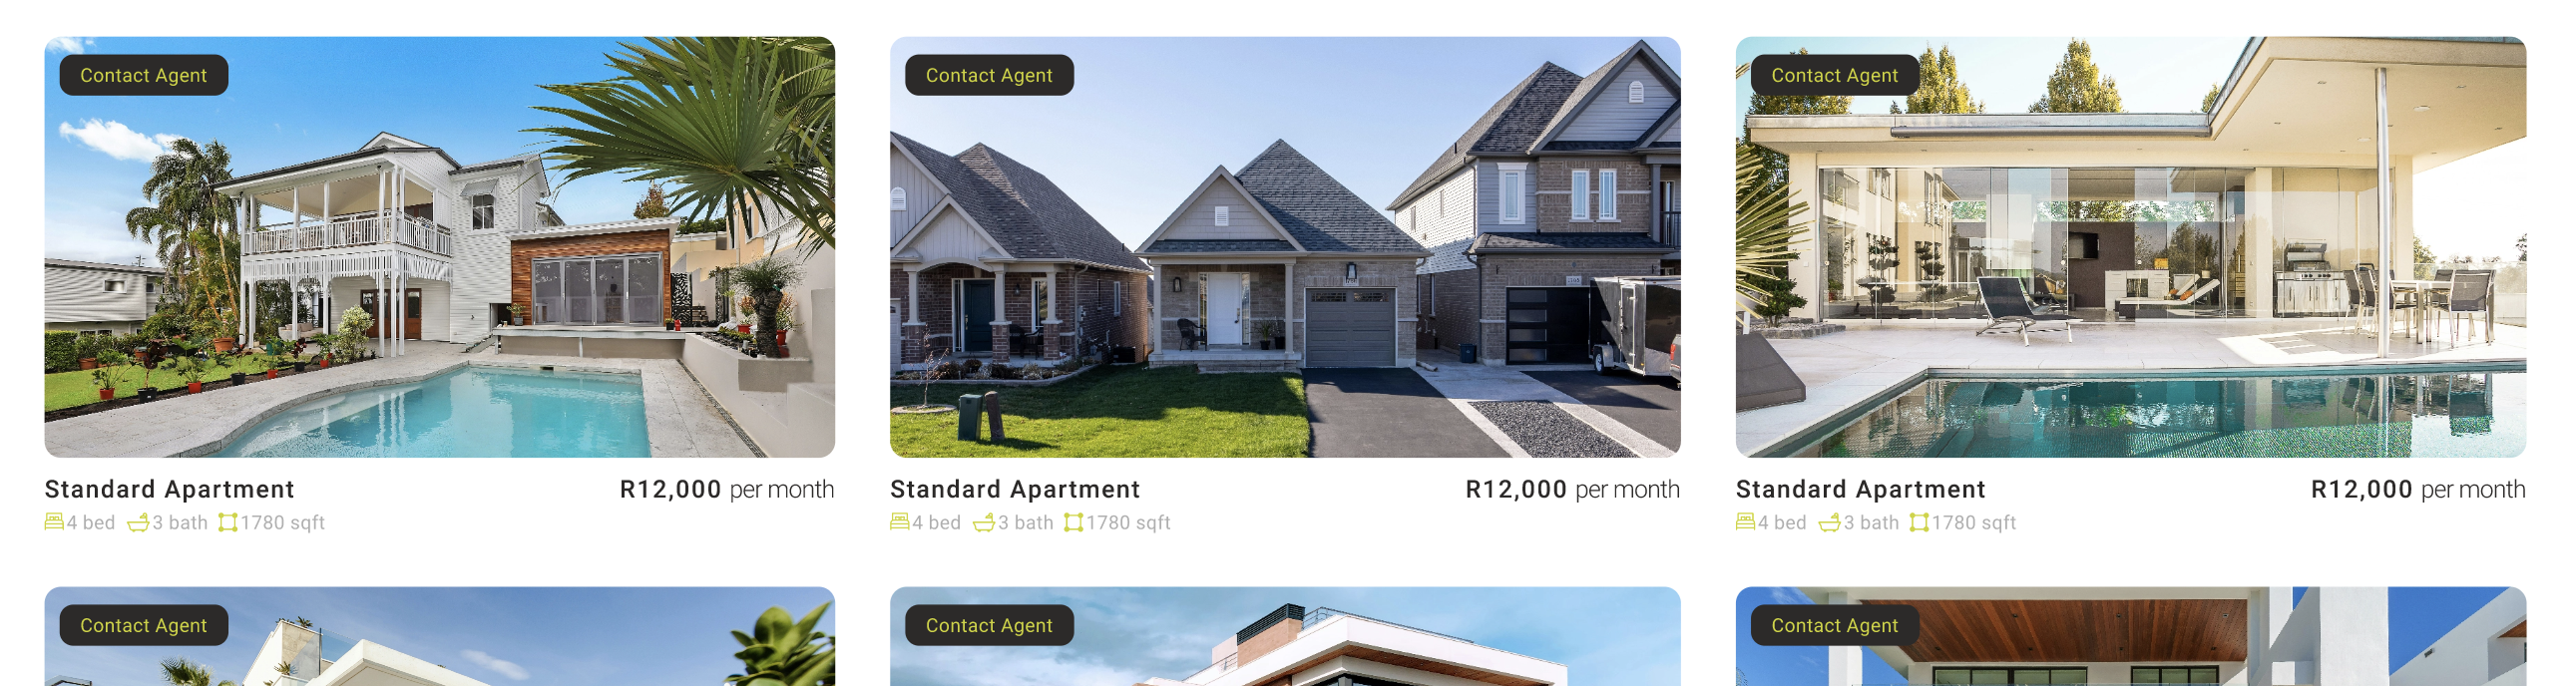 Contact Agent
Contact Agent
Contact Agent
Standard Apartment
R12,000 per month
4 bed 3 bath 1780 sqft
Standard Apartment
R12,000 per month
4 bed 3 bath 1780 sqft
Standard Apartment
R12,000 per month
4 bed 3 bath 1780 sqft
Contact Agent
Contact Agent
Contact Agent